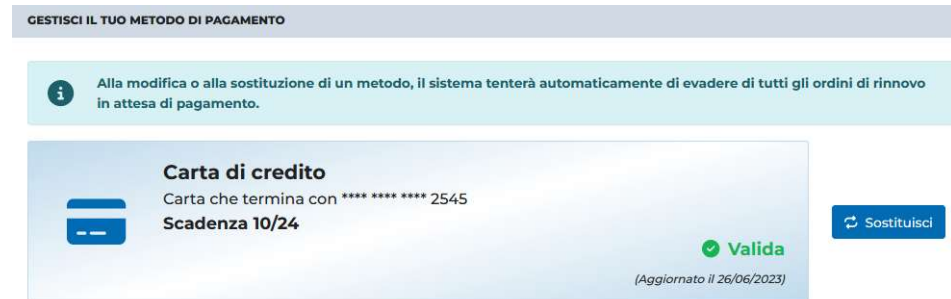 GESTISCI IL TUO METODO DI PAGAMENTO
Alla modifica o alla sostituzione di un metodo, il sistema tenterà automaticamente di evadere di tutti gli ordini di rinnovo
in attesa di pagamento.
Carta di credito
Carta che termina con **** **** **** 2545
Scadenza 10/24
Sostituisci
Valida
(Aggiornato il 26/06/2023)